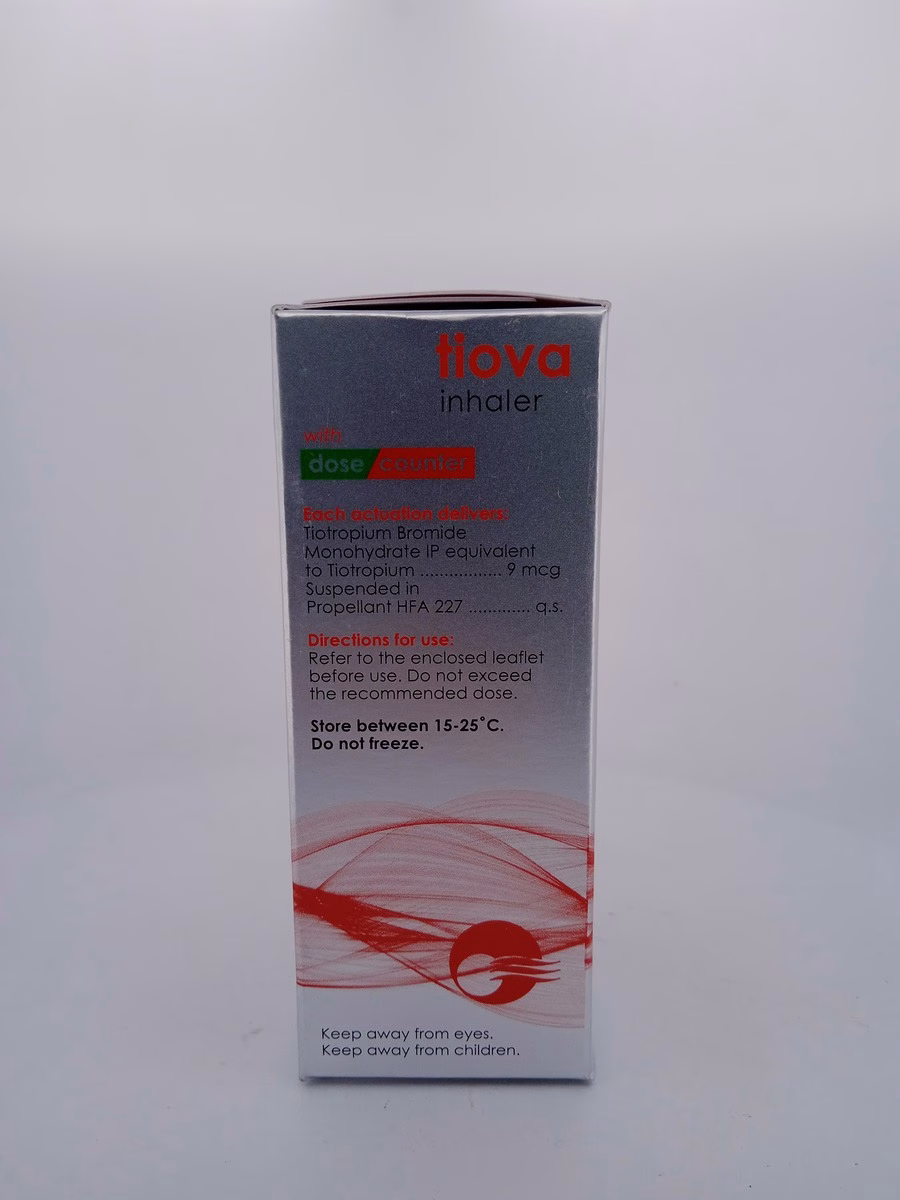 tiova
inhaler
with
dose counter
Each actuation delivers:
Tiotropium Bromide
Monohydrate IP equivalent
to Tiotropium ................. 9 mcg
Suspended in
Propellant HFA 227 ............. q.s.
Directions for use:
Refer to the enclosed leaflet
before use. Do not exceed
the recommended dose.
Store between 15-25˚C.
Do not freeze.
Keep away from eyes.
Keep away from children.